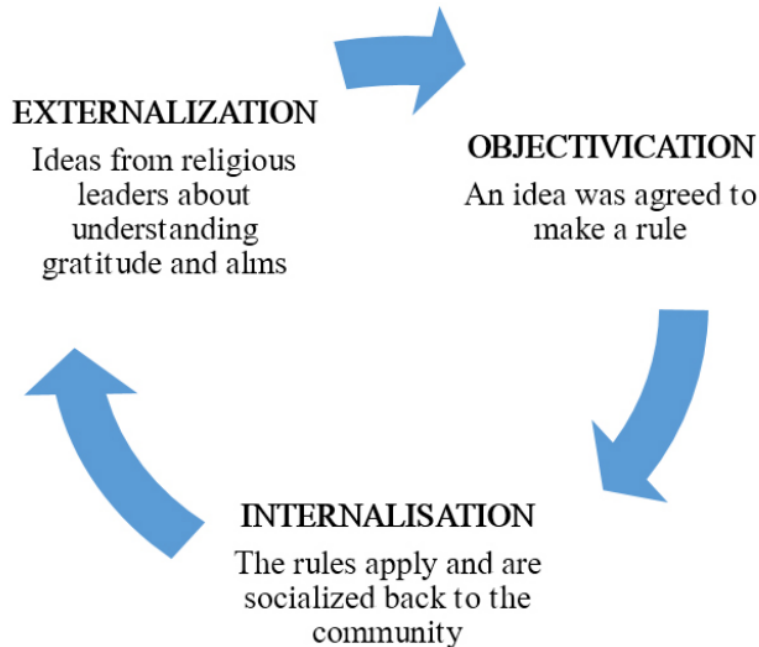 EXTERNALIZATION
Ideas from religious
leaders about
understanding
gratitude and alms
OBJECTIVICATION
An idea was agreed to
make a rule
INTERNALISATION
The rules apply and are
socialized back to the
community